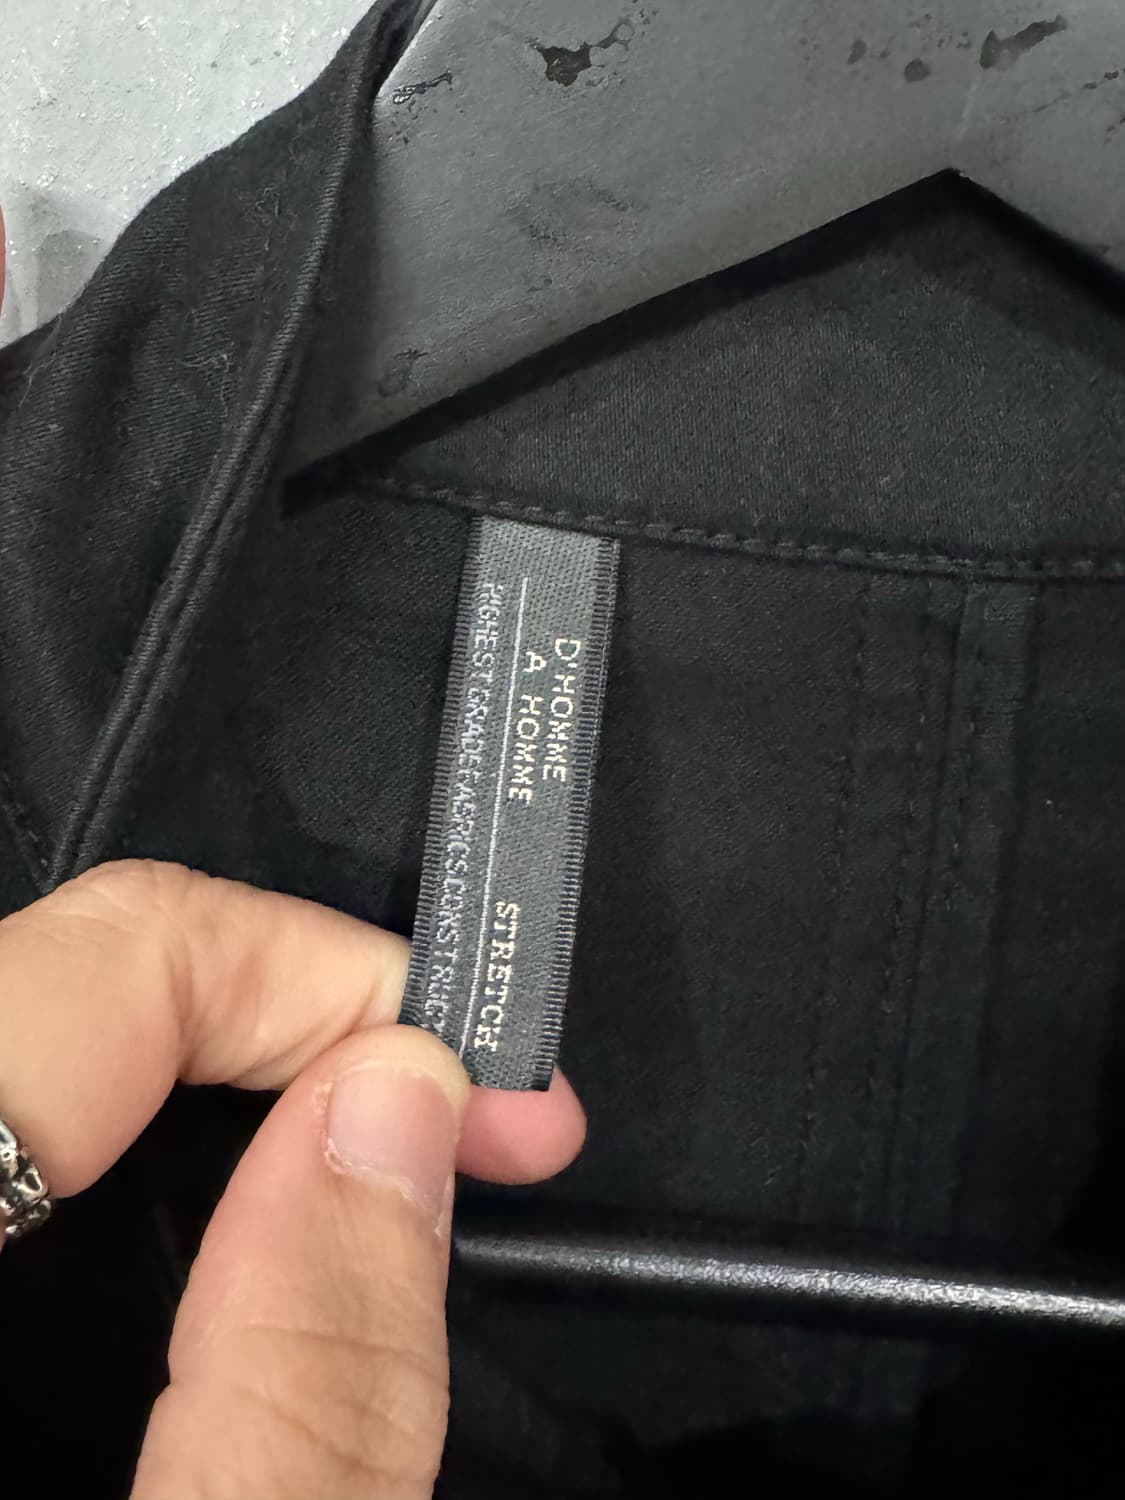 D'HOMME
A HOMME STRETCH
HIGHEST GRADE FABRICS